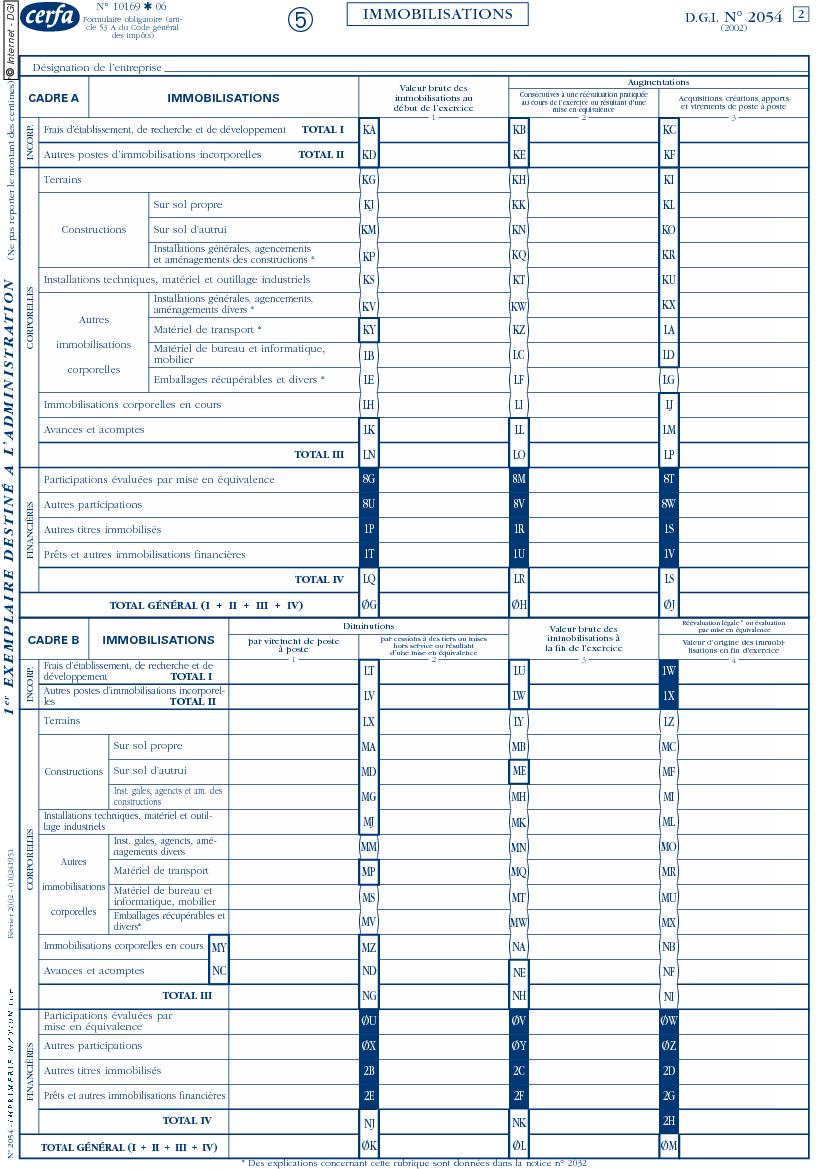 cerfa
N° 10169 ✱ 06
Formulaire obligatoire (arti-
cle 53 A du Code général
des impôts)
5
IMMOBILISATIONS
D.G.I. N° 2054
(2002)
2
© Internet - DGI
(Ne pas reporter le montant des centimes)
1er EXEMPLAIRE DESTINÉ A L'ADMINISTRATION
Désignation de l'entreprise
CADRE A
IMMOBILISATIONS
Valeur brute des
immobilisations au
début de l'exercice
1
Augmentations
Consécutives à une réévaluation pratiquée
au cours de l'exercice ou résultant d'une
mise en équivalence
2
Acquisitions, créations, apports
et virements de poste à poste
3
INCORP.
Frais d'établissement, de recherche et de développement TOTAL I KA KB KC
Autres postes d'immobilisations incorporelles TOTAL II KD KE KF
CORPORELLES
Terrains KG KH KI
Constructions
Sur sol propre KJ KK KL
Sur sol d'autrui KM KN KO
Installations générales, agencements
et aménagements des constructions * KP KQ KR
Installations techniques, matériel et outillage industriels KS KT KU
Autres
immobilisations
corporelles
Installations générales, agencements,
aménagements divers * KV KW KX
Matériel de transport * KY KZ LA
Matériel de bureau et informatique,
mobilier LB LC LD
Emballages récupérables et divers * LE LF LG
Immobilisations corporelles en cours LH LI LJ
Avances et acomptes LK LL LM
TOTAL III LN LO LP
FINANCIÈRES
Participations évaluées par mise en équivalence 8G 8M 8T
Autres participations 8U 8V 8W
Autres titres immobilisés 1P 1R 1S
Prêts et autres immobilisations financières 1T 1U 1V
TOTAL IV LQ LR LS
TOTAL GÉNÉRAL (I + II + III + IV) ØG ØH ØJ
CADRE B
IMMOBILISATIONS
Diminutions
par virement de poste
à poste
1
par cessions à des tiers ou mises
hors service ou résultant
d'une mise en équivalence
2
Valeur brute des
immobilisations à
la fin de l'exercice
3
Réévaluation légale * ou évaluation
par mise en équivalence
Valeur d'origine des immobi-
lisations en fin d'exercice
4
INCORP.
Frais d'établissement, de recherche et de
développement TOTAL I LT LU 1W
Autres postes d'immobilisations incorporel-
les TOTAL II LV LW 1X
CORPORELLES
Terrains LX LY LZ
Constructions
Sur sol propre MA MB MC
Sur sol d'autrui MD ME MF
Inst. gales, agencts et am. des
constructions MG MH MI
Installations techniques, matériel et outil-
lage industriels MJ MK ML
Autres
immobilisations
corporelles
Inst. gales, agencts, amé-
nagements divers MM MN MO
Matériel de transport MP MQ MR
Matériel de bureau et
informatique, mobilier MS MT MU
Emballages récupérables et
divers* MV MW MX
Immobilisations corporelles en cours MY MZ NA NB
Avances et acomptes NC ND NE NF
TOTAL III NG NH NI
FINANCIÈRES
Participations évaluées par
mise en équivalence ØU ØV ØW
Autres participations ØX ØY ØZ
Autres titres immobilisés 2B 2C 2D
Prêts et autres immobilisations financières 2E 2F 2G
TOTAL IV NJ NK 2H
TOTAL GÉNÉRAL (I + II + III + IV) ØK ØL ØM
* Des explications concernant cette rubrique sont données dans la notice n° 2032
N° 2054 - IMPRIMERIE NATIONALE